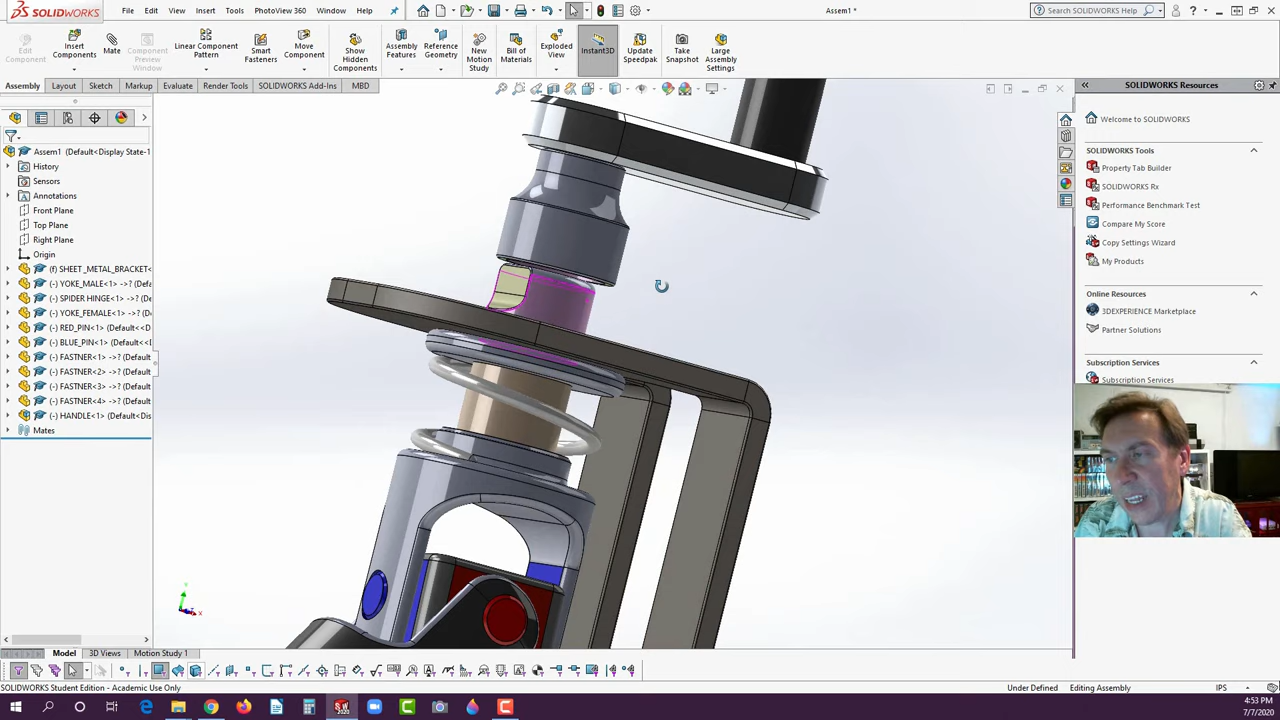 SOLIDWORKS File Edit View Insert Tools PhotoView 360 Window Help Assem1 * Search SOLIDWORKS Help
Edit Component
Insert Components
Mate
Component Preview Window
Linear Component Pattern
Smart Fasteners
Move Component
Show Hidden Components
Assembly Features
Reference Geometry
New Motion Study
Bill of Materials
Exploded View
Instant3D
Update Speedpak
Take Snapshot
Large Assembly Settings
Assembly Layout Sketch Markup Evaluate Render Tools SOLIDWORKS Add-Ins MBD
SOLIDWORKS Resources
Assem1 (Default<Display State-1
History
Sensors
Annotations
Front Plane
Top Plane
Right Plane
Origin
(f) SHEET_METAL_BRACKET<
(-) YOKE_MALE<1> ->? (Def
(-) SPIDER HINGE<1> ->? (D
(-) YOKE_FEMALE<1> ->? (D
(-) RED_PIN<1> (Default<<De
(-) BLUE_PIN<1> (Default<<D
(-) FASTNER<1> ->? (Default
(-) FASTNER<2> ->? (Default
(-) FASTNER<3> ->? (Default
(-) FASTNER<4> ->? (Default
(-) HANDLE<1> (Default<Dis
Mates
Welcome to SOLIDWORKS
SOLIDWORKS Tools
Property Tab Builder
SOLIDWORKS Rx
Performance Benchmark Test
Compare My Score
Copy Settings Wizard
My Products
Online Resources
3DEXPERIENCE Marketplace
Partner Solutions
Subscription Services
Subscription Services
Y
X
Model 3D Views Motion Study 1
SOLIDWORKS Student Edition - Academic Use Only Under Defined Editing Assembly IPS
4:53 PM
7/7/2020